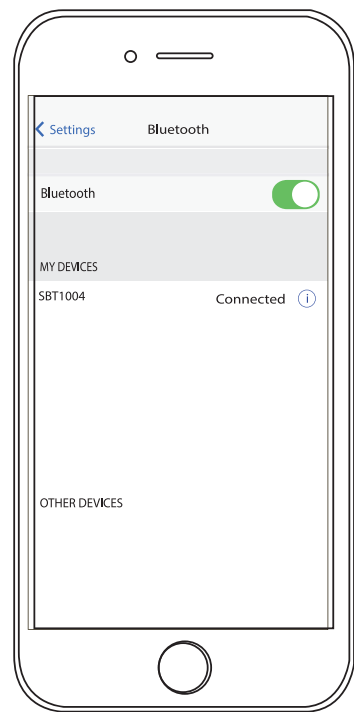 Settings Bluetooth
Bluetooth
MY DEVICES
SBT1004 Connected i
OTHER DEVICES